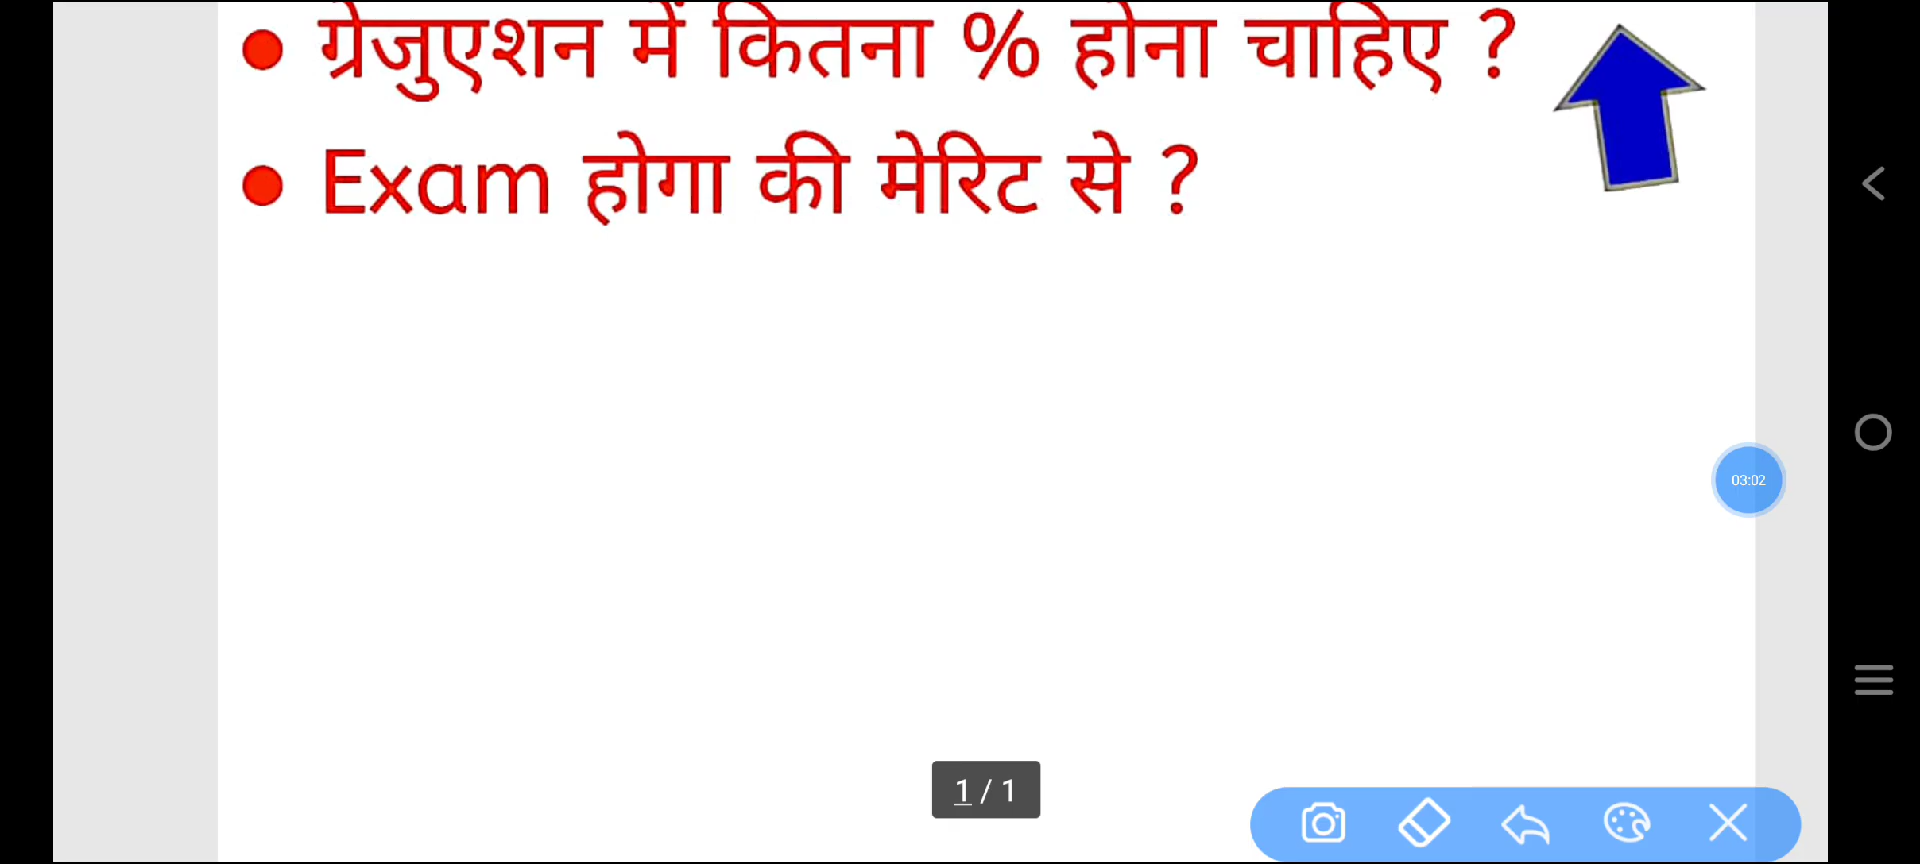 • ग्रेजुएशन में कितना % होना चाहिए ?
• Exam होगा की मेरिट से ?
03:02
1 / 1